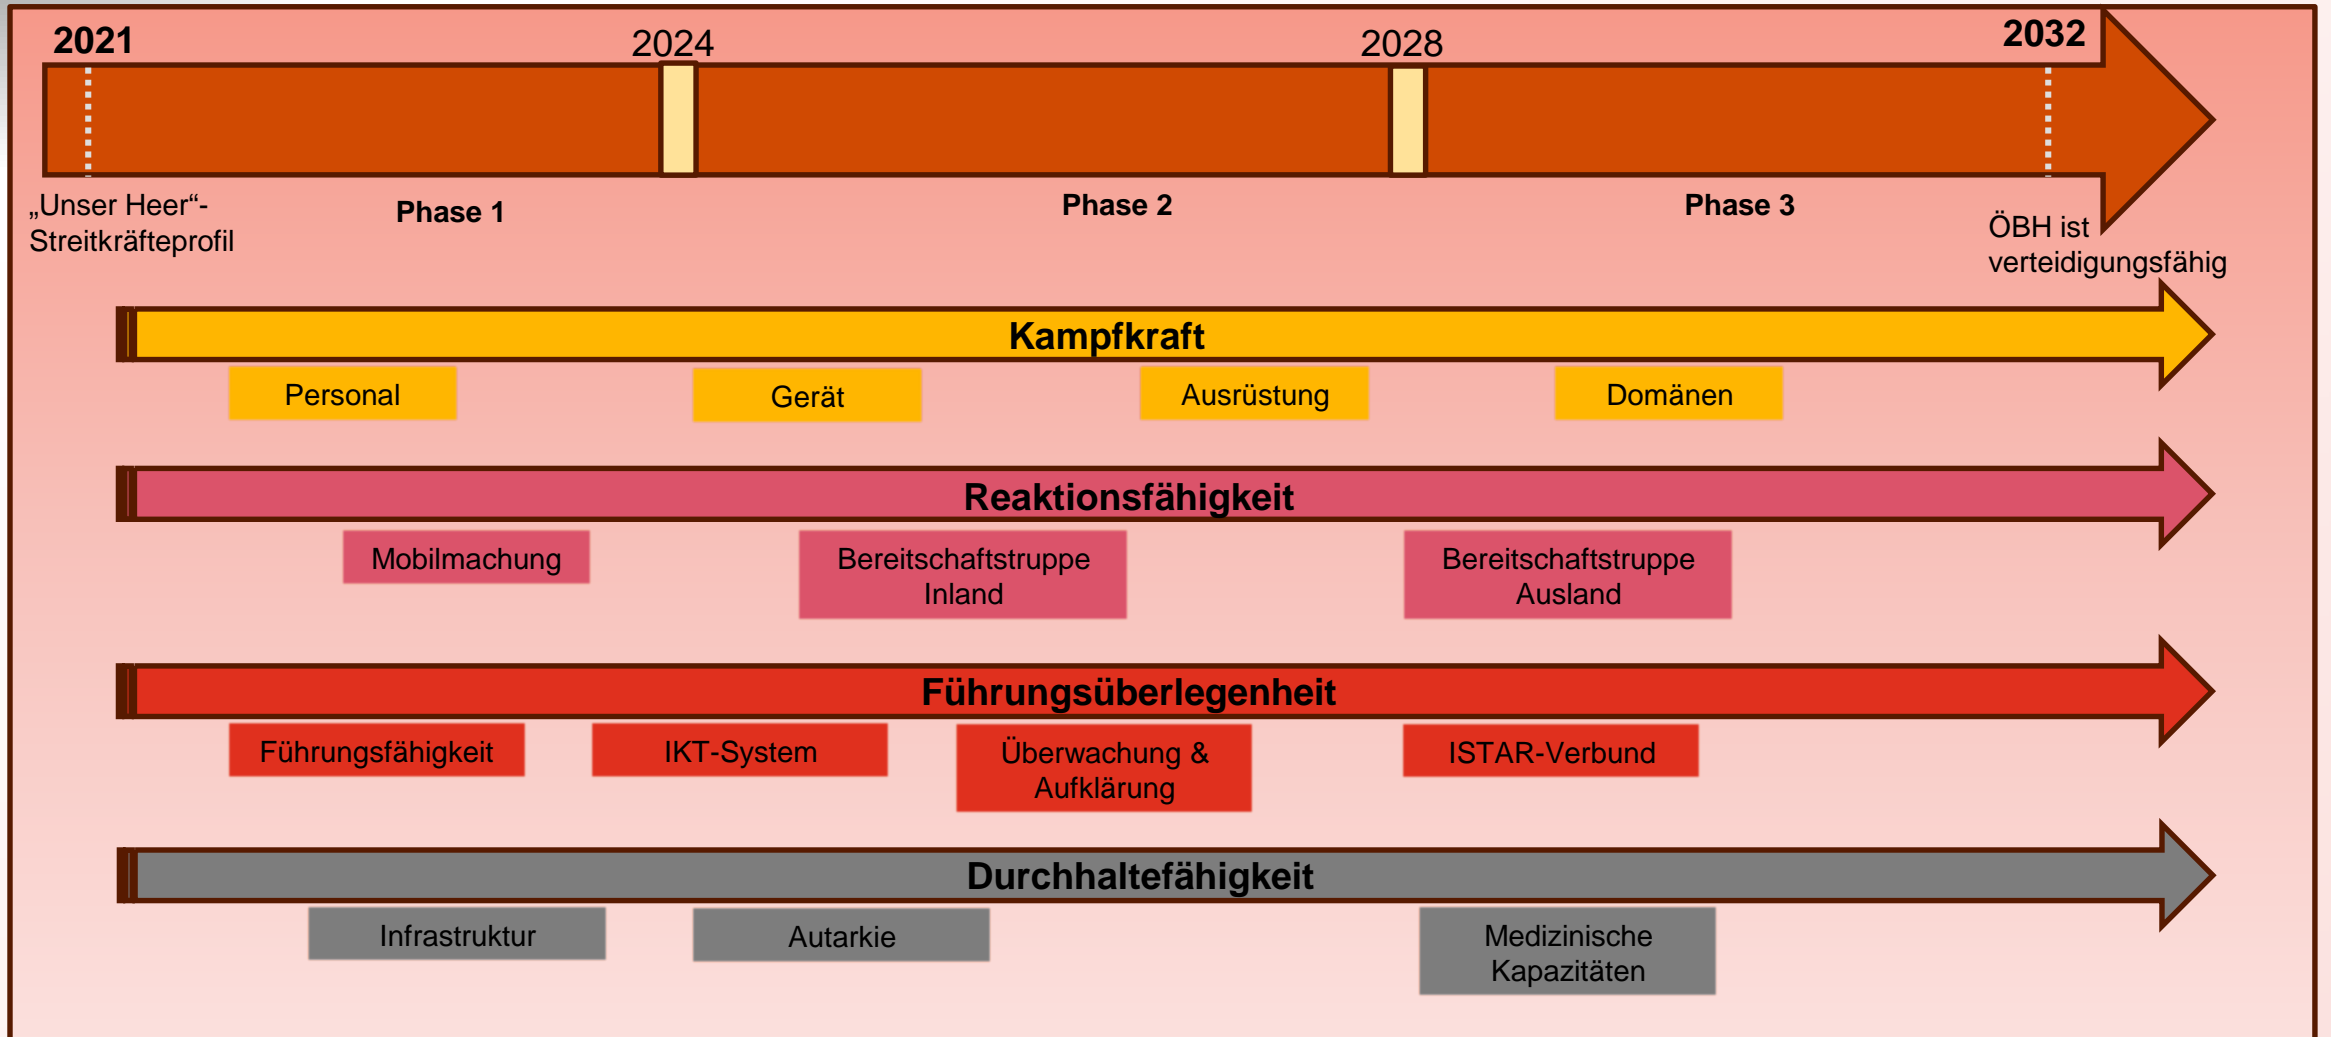 2021
2024
2028
2032
„Unser Heer“-
Streitkräfteprofil
Phase 1
Phase 2
Phase 3
ÖBH ist
verteidigungsfähig
Kampfkraft
Personal
Gerät
Ausrüstung
Domänen
Reaktionsfähigkeit
Mobilmachung
Bereitschaftstruppe
Inland
Bereitschaftstruppe
Ausland
Führungsüberlegenheit
Führungsfähigkeit
IKT-System
Überwachung &
Aufklärung
ISTAR-Verbund
Durchhaltefähigkeit
Infrastruktur
Autarkie
Medizinische
Kapazitäten